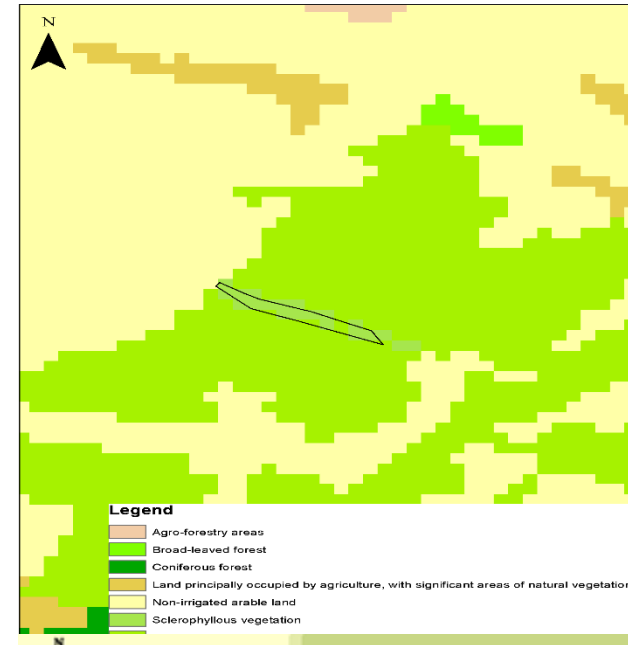 N
Legend
Agro-forestry areas
Broad-leaved forest
Coniferous forest
Land principally occupied by agriculture, with significant areas of natural vegetation
Non-irrigated arable land
Sclerophyllous vegetation
N